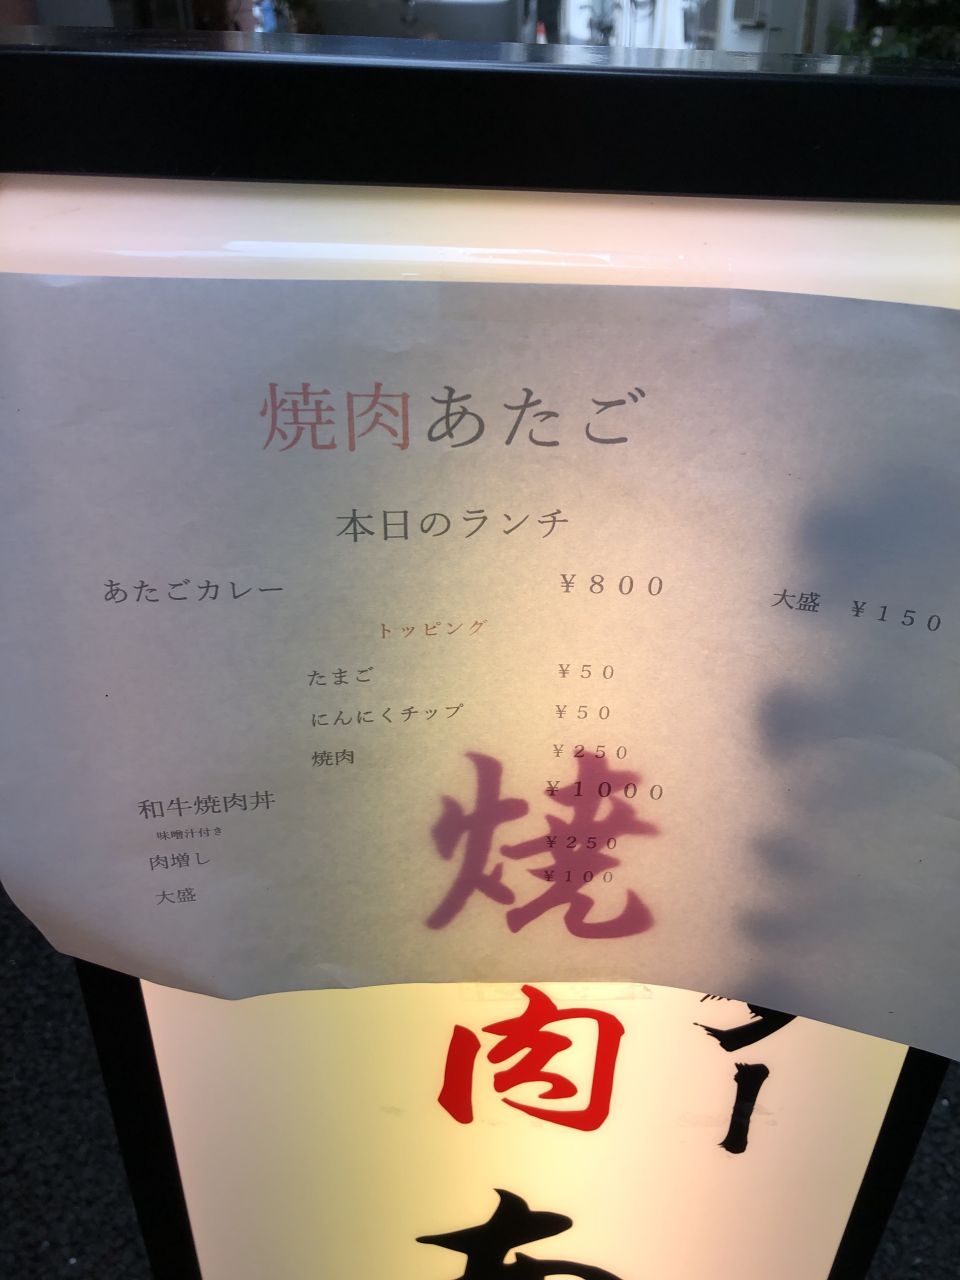 焼肉あたご
本日のランチ
あたごカレー ¥800 大盛 ¥150
トッピング
たまご ¥50
にんにくチップ ¥50
焼肉 ¥250
和牛焼肉丼 ¥1000
味噌汁付き
肉増し ¥250
大盛 ¥100
焼
肉
あ
ー